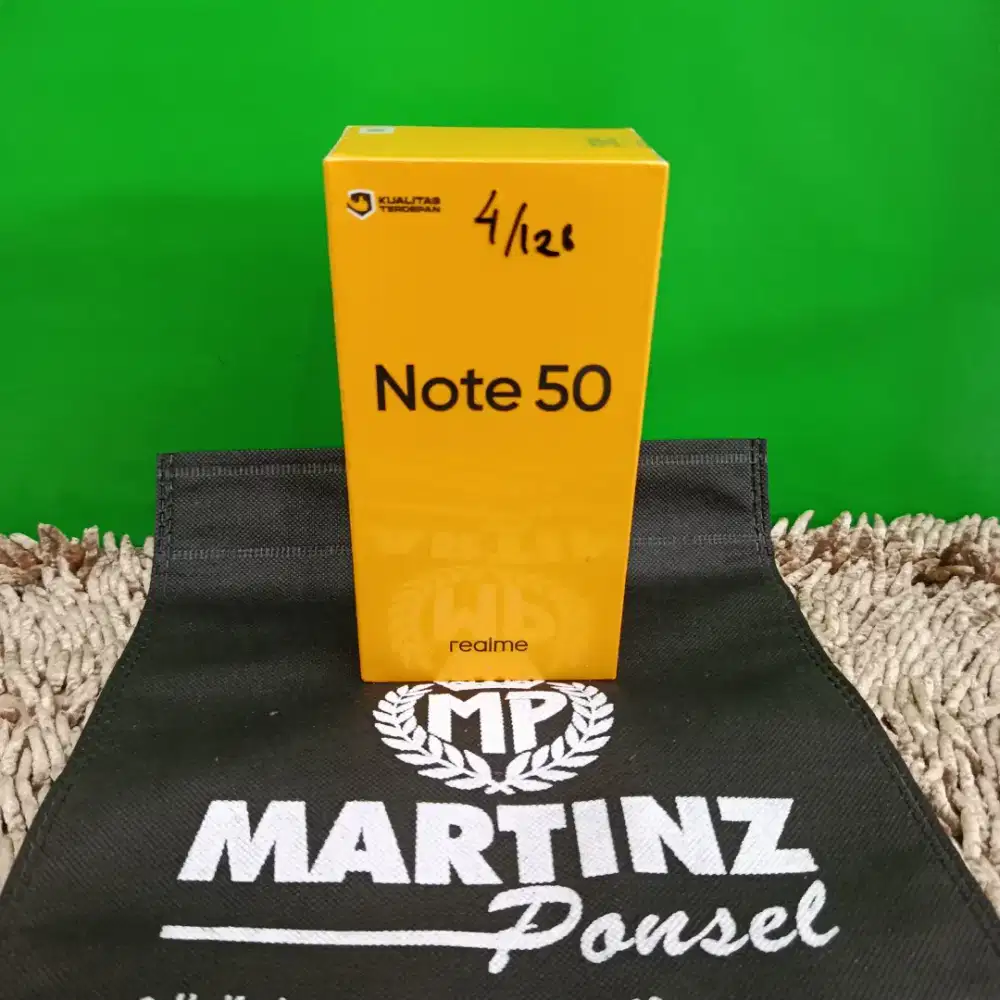 KUALITAS
TERDEPAN
4/128
Note 50
realme
MP
MARTINZ
Ponsel